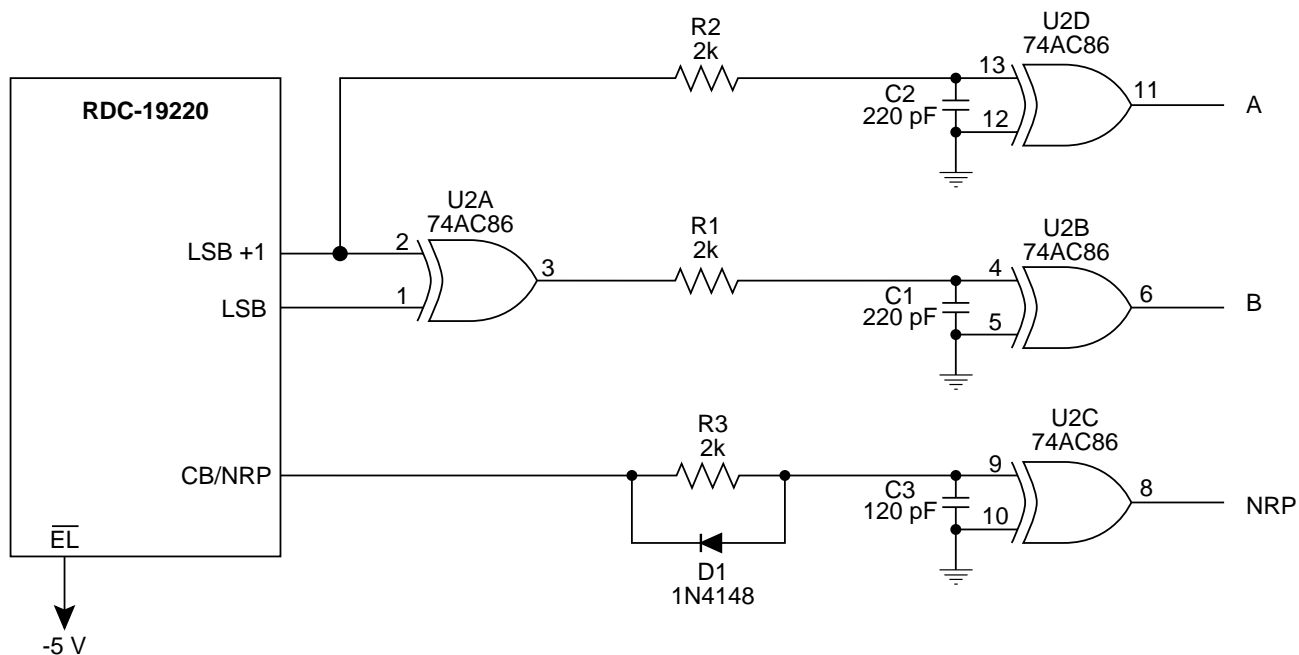 R2
2k
U2D
74AC86
RDC-19220
C2
220 pF
13
12
11
A
U2A
74AC86
LSB +1
LSB
2
1
3
R1
2k
U2B
74AC86
C1
220 pF
4
5
6
B
CB/NRP
R3
2k
D1
1N4148
U2C
74AC86
C3
120 pF
9
10
8
NRP
EL
-5 V